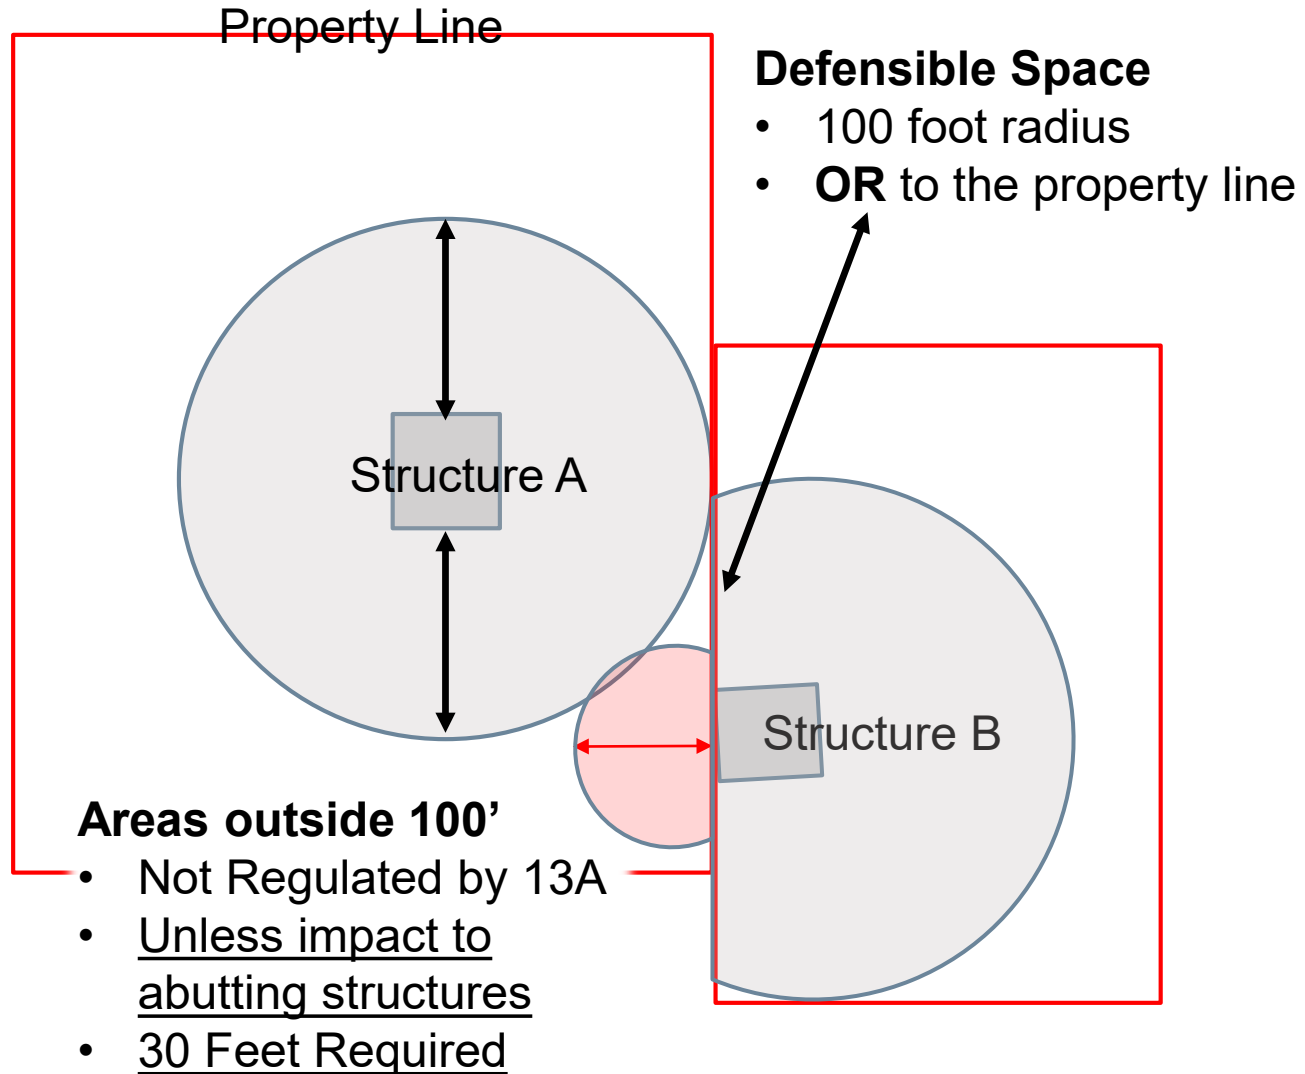 Property Line
Defensible Space
• 100 foot radius
• OR to the property line
Structure A
Structure B
Areas outside 100’
• Not Regulated by 13A
• Unless impact to
abutting structures
• 30 Feet Required